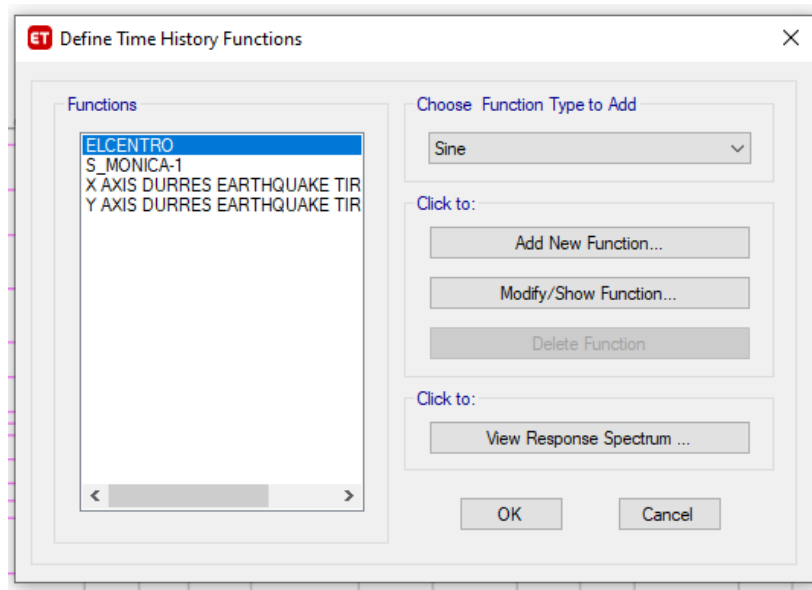 ET Define Time History Functions
Functions
ELCENTRO
S_MONICA-1
X AXIS DURRES EARTHQUAKE TIR
Y AXIS DURRES EARTHQUAKE TIR
Choose Function Type to Add
Sine
Click to:
Add New Function...
Modify/Show Function...
Delete Function
Click to:
View Response Spectrum ...
OK
Cancel